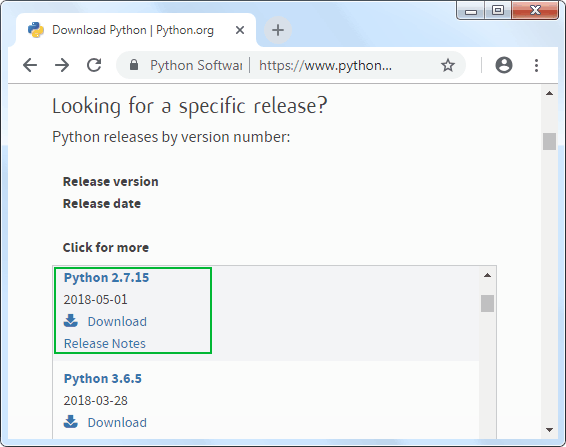 Download Python | Python.org
Python Softwar | https://www.python...
Looking for a specific release?
Python releases by version number:
Release version
Release date
Click for more
Python 2.7.15
2018-05-01
Download
Release Notes
Python 3.6.5
2018-03-28
Download